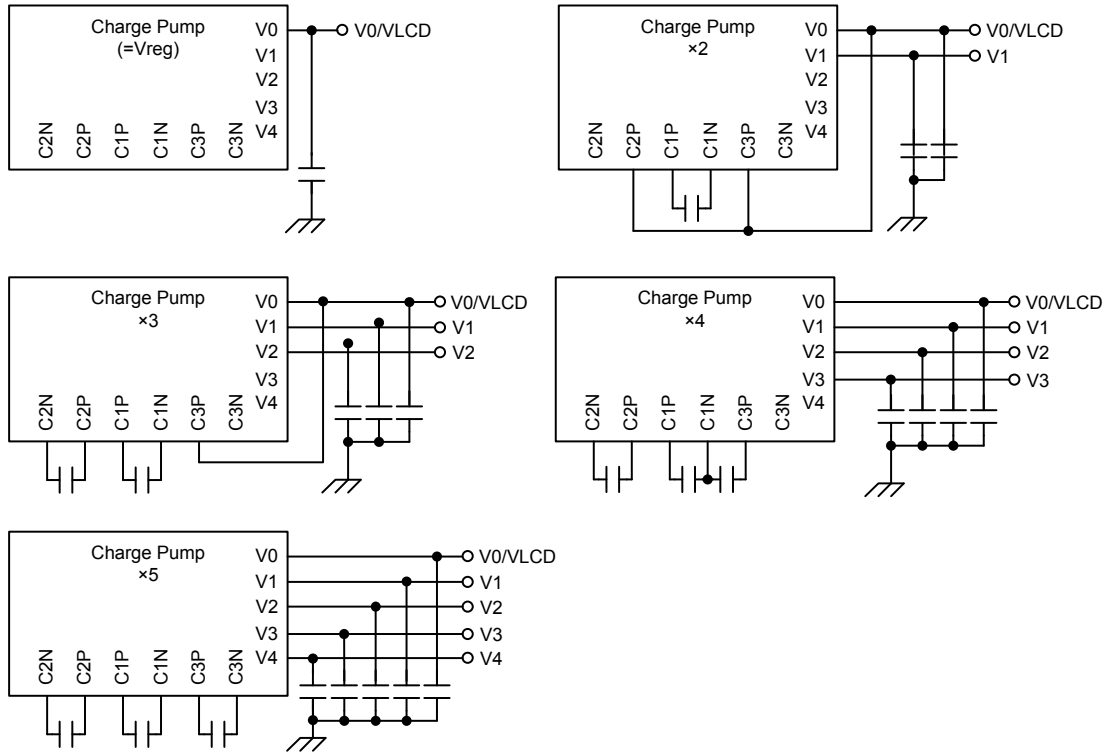 Charge Pump
(=Vreg)
V0
V1
V2
V3
V4
C2N
C2P
C1P
C1N
C3P
C3N
V0/VLCD
Charge Pump
×2
V0
V1
V2
V3
V4
C2N
C2P
C1P
C1N
C3P
C3N
V0/VLCD
V1
Charge Pump
×3
V0
V1
V2
V3
V4
C2N
C2P
C1P
C1N
C3P
C3N
V0/VLCD
V1
V2
Charge Pump
×4
V0
V1
V2
V3
V4
C2N
C2P
C1P
C1N
C3P
C3N
V0/VLCD
V1
V2
V3
Charge Pump
×5
V0
V1
V2
V3
V4
C2N
C2P
C1P
C1N
C3P
C3N
V0/VLCD
V1
V2
V3
V4